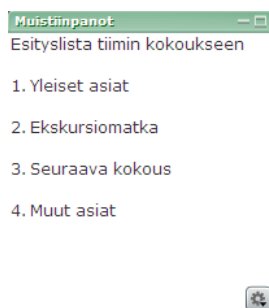 Muistiinpanot
Esityslista tiimin kokoukseen
1. Yleiset asiat
2. Ekskursiomatka
3. Seuraava kokous
4. Muut asiat